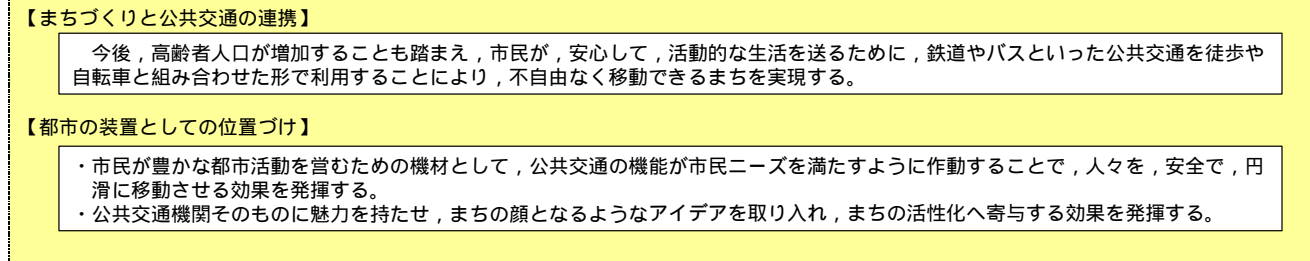 【まちづくりと公共交通の連携】
今後，高齢者人口が増加することも踏まえ，市民が，安心して，活動的な生活を送るために，鉄道やバスといった公共交通を徒歩や
自転車と組み合わせた形で利用することにより，不自由なく移動できるまちを実現する。
【都市の装置としての位置づけ】
・市民が豊かな都市活動を営むための機材として，公共交通の機能が市民ニーズを満たすように作動することで，人々を，安全で，円
滑に移動させる効果を発揮する。
・公共交通機関そのものに魅力を持たせ，まちの顔となるようなアイデアを取り入れ，まちの活性化へ寄与する効果を発揮する。